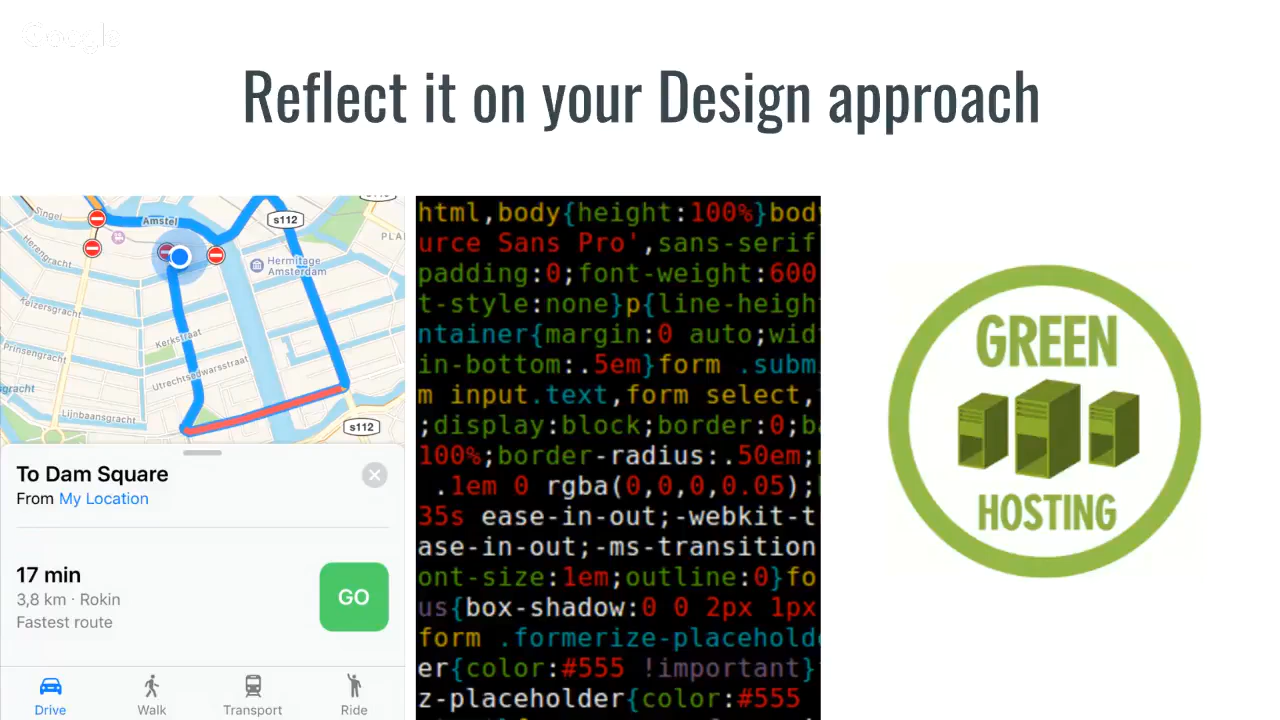 Google
Reflect it on your Design approach
Singel
Amstel
s112
Herengracht
Hermitage
Amsterdam
Keizersgracht
Kerkstraat
Prinsengracht
Utrechtsedwarsstraat
Lijnbaansgracht
s112
To Dam Square
From My Location
17 min
3,8 km · Rokin
Fastest route
GO
Drive
Walk
Transport
Ride
html,body{height:100%}body
urce Sans Pro',sans-serif
padding:0;font-weight:600
t-style:none}p{line-height
ntainer{margin:0 auto;wid
in-bottom:.5em}form .subm
m input.text,form select,
;display:block;border:0;b
100%;border-radius:.50em;
.1em 0 rgba(0,0,0,0.05);
35s ease-in-out;-webkit-t
ase-in-out;-ms-transition
ont-size:1em;outline:0}fo
us{box-shadow:0 0 2px 1px
form .formerize-placehold
er{color:#555 !important}
z-placeholder{color:#555
GREEN
HOSTING